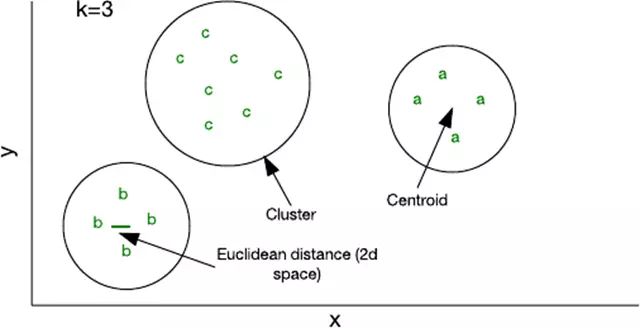 k=3
c
c
c
c
c
c
c
a
a
a
a
y
b
b
b
b
Cluster
Centroid
Euclidean distance (2d
space)
x